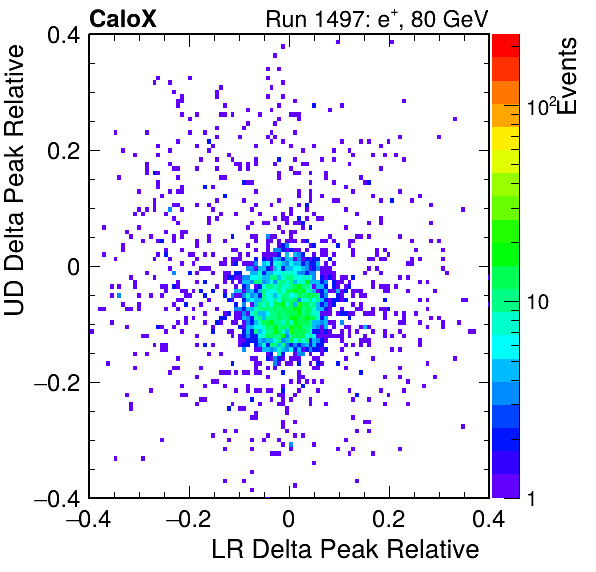 CaloX Run 1497: e⁺, 80 GeV
UD Delta Peak Relative
0.4
0.2
0
−0.2
−0.4
−0.4 −0.2 0 0.2 0.4
LR Delta Peak Relative
Events
10²
10
1